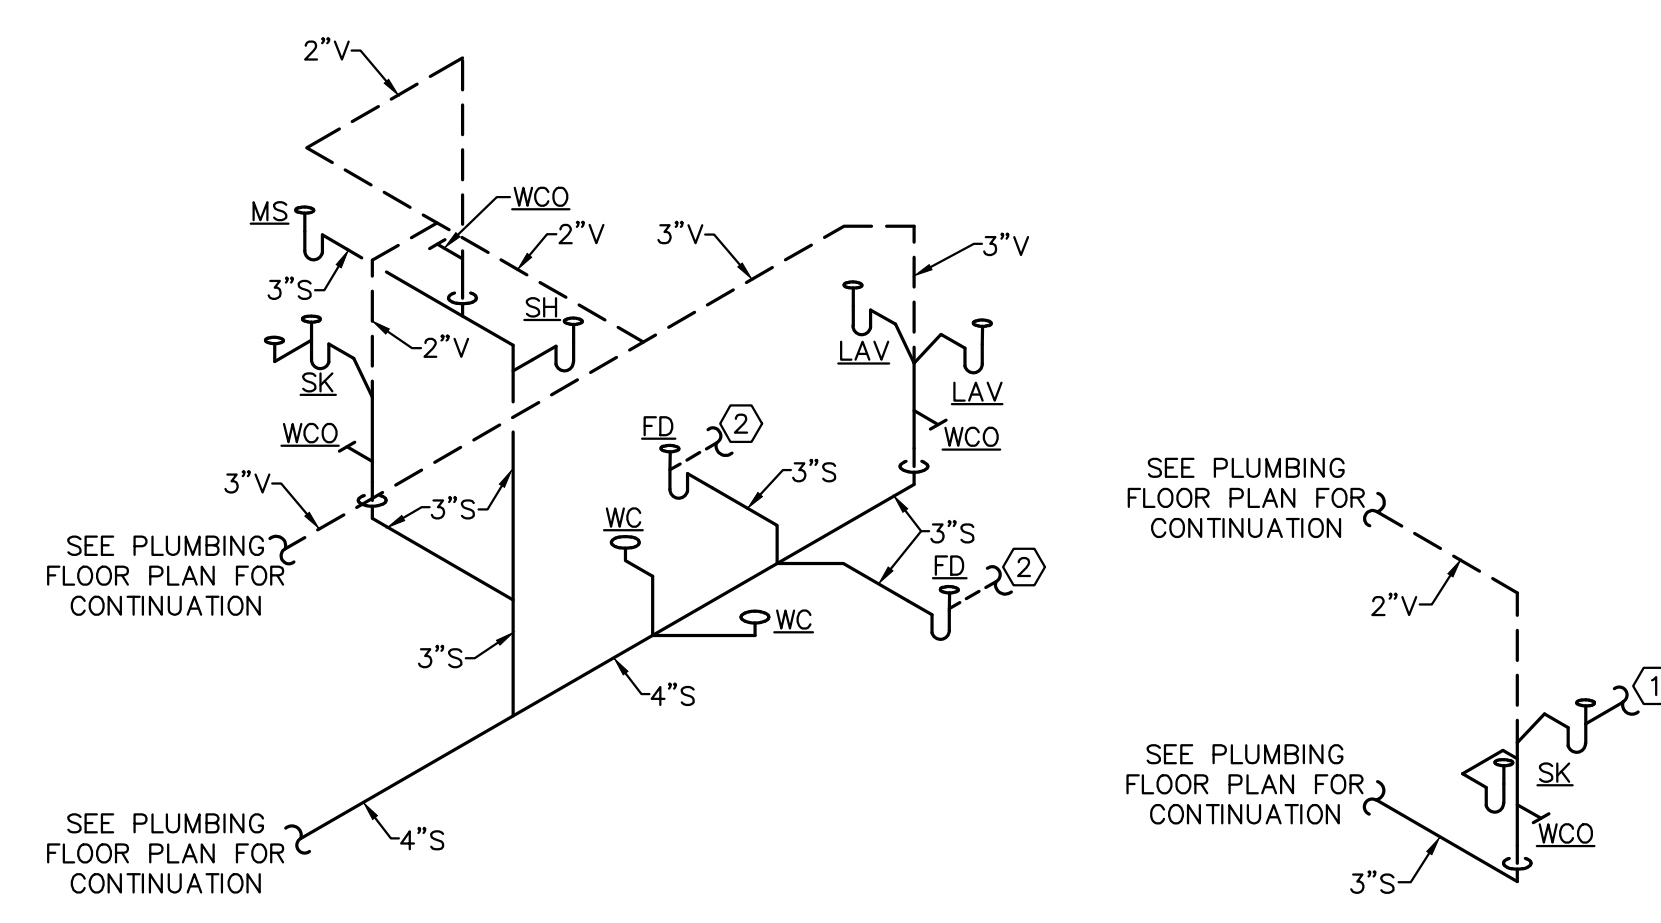 2”V
MS
WCO
2”V
3”V
3”V
3”S
SH
2”V
LAV
SK
LAV
WCO
FD
2
WCO
3”V
3”S
3”S
SEE PLUMBING
FLOOR PLAN FOR
CONTINUATION
WC
3”S
FD
2
WC
3”S
4”S
SEE PLUMBING
FLOOR PLAN FOR
CONTINUATION
4”S
SEE PLUMBING
FLOOR PLAN FOR
CONTINUATION
2”V
1
SEE PLUMBING
FLOOR PLAN FOR
CONTINUATION
SK
WCO
3”S